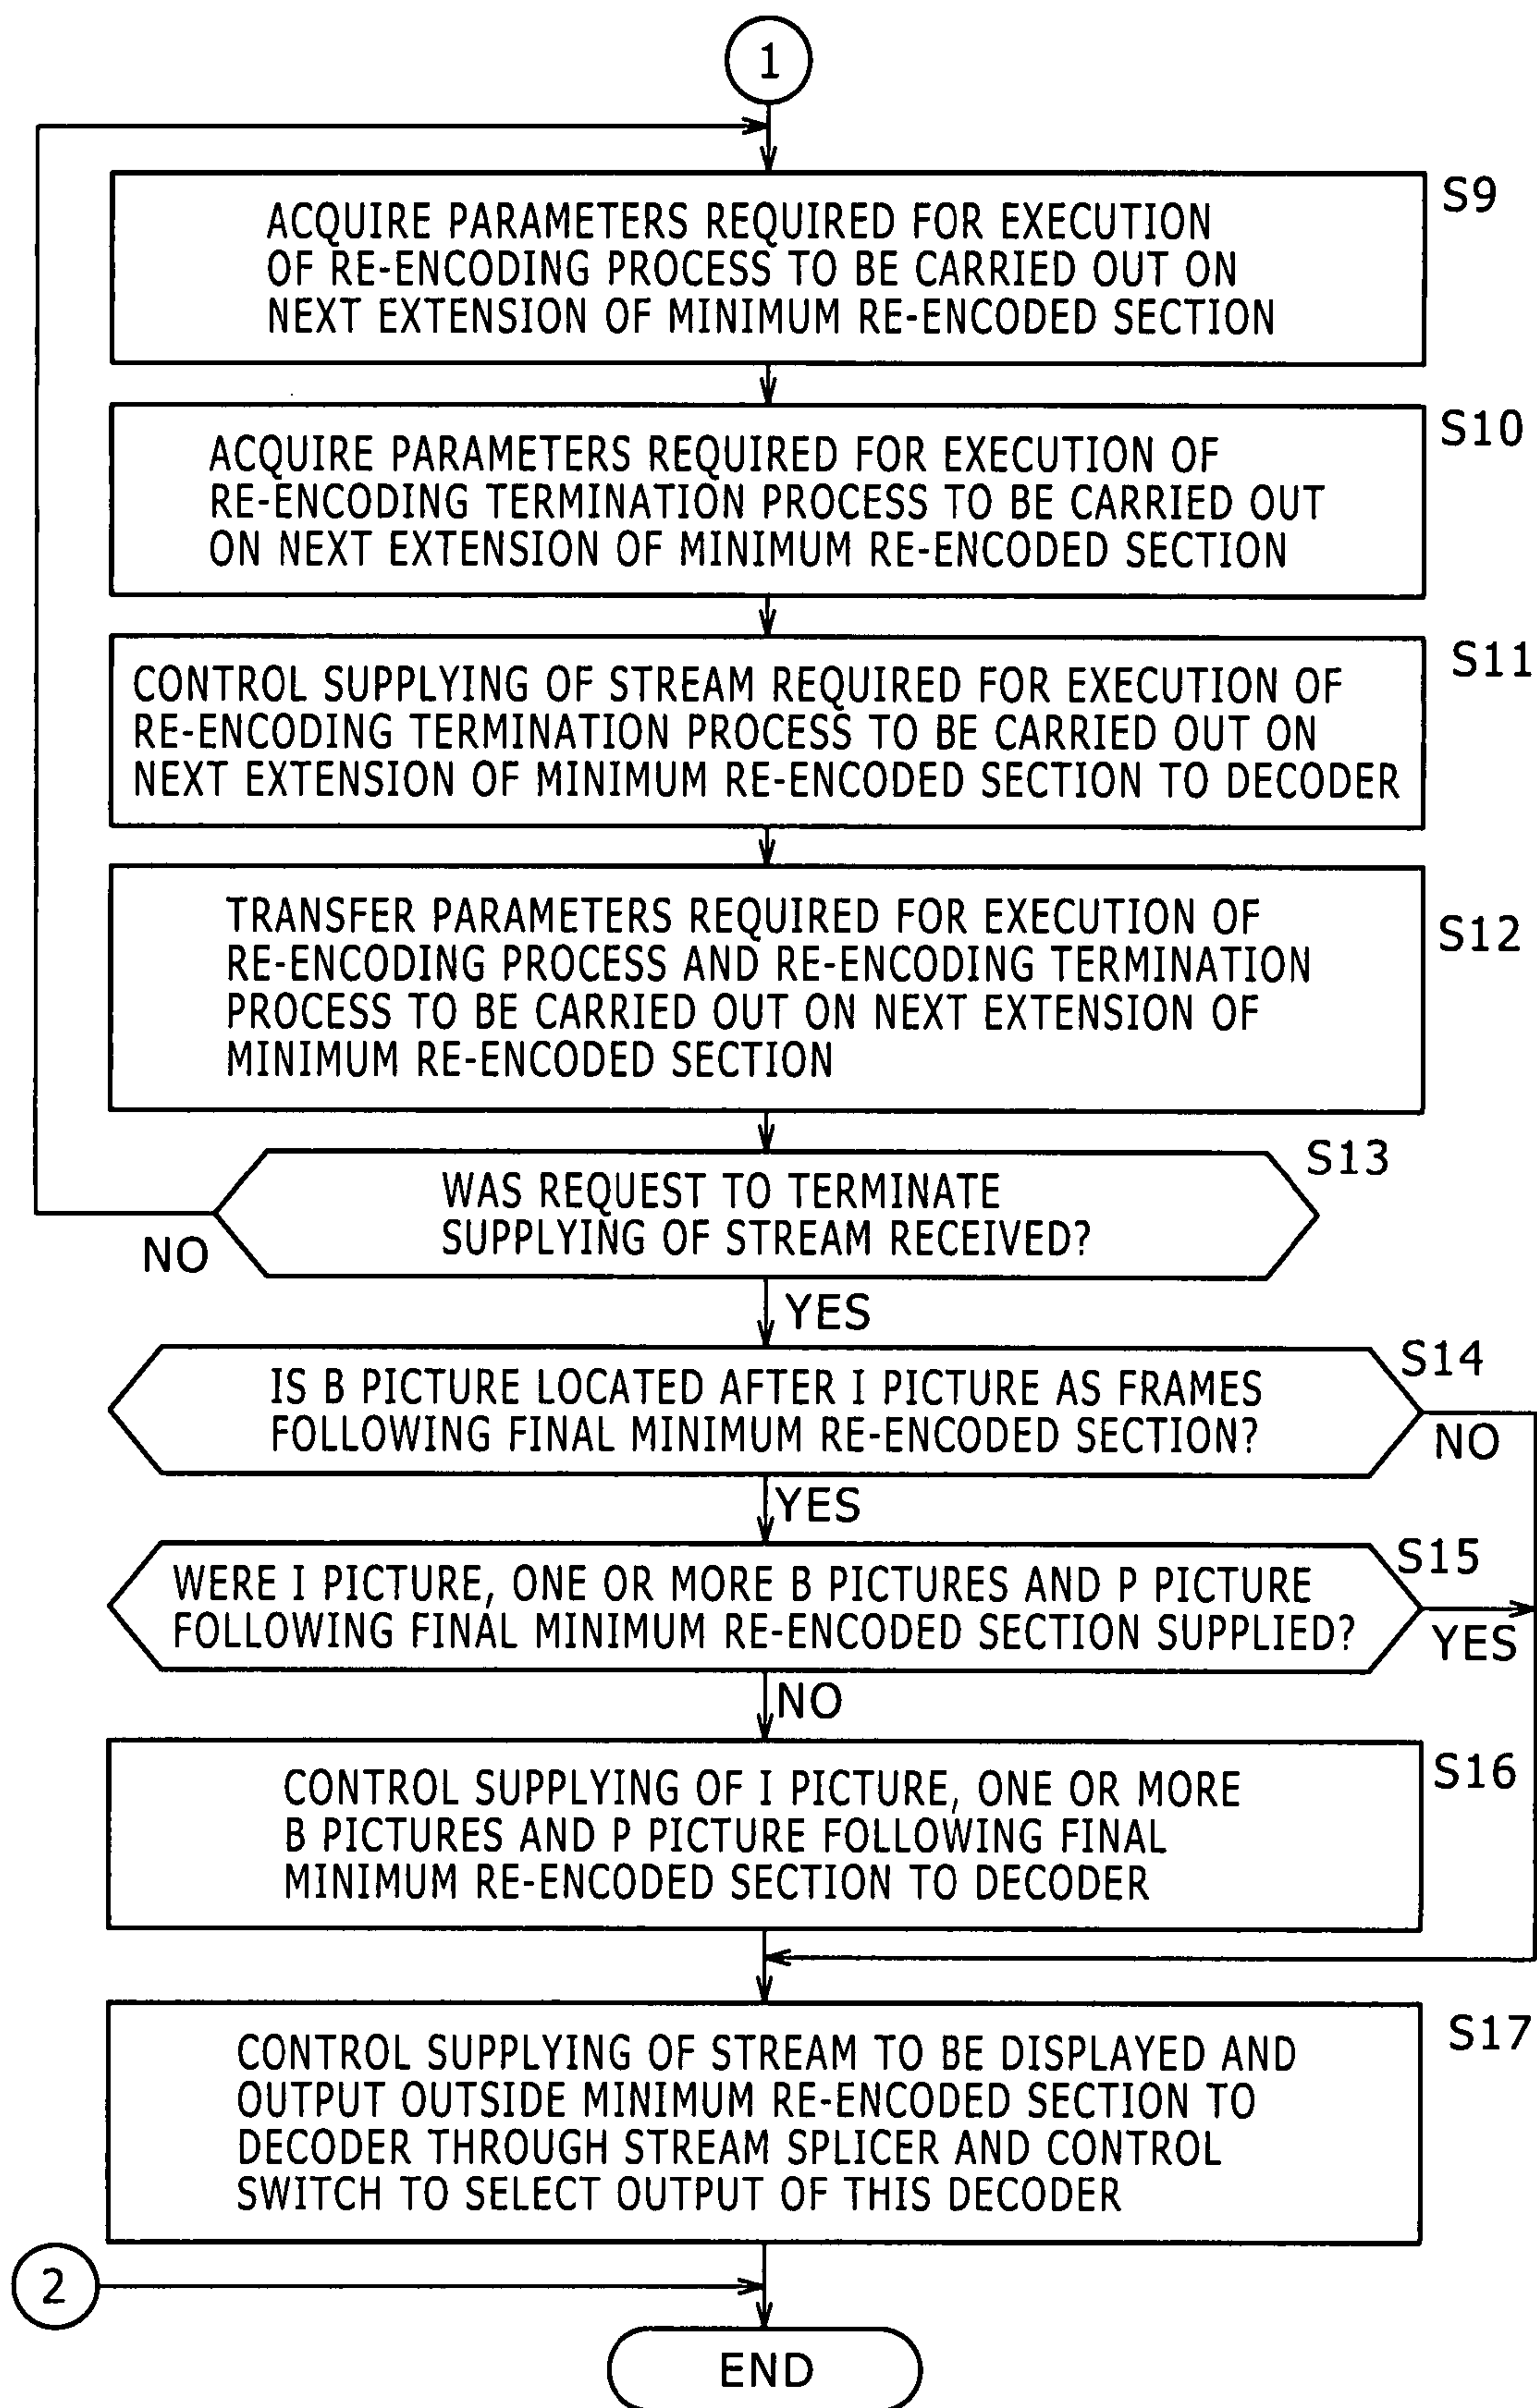 1
S9
ACQUIRE PARAMETERS REQUIRED FOR EXECUTION
OF RE-ENCODING PROCESS TO BE CARRIED OUT ON
NEXT EXTENSION OF MINIMUM RE-ENCODED SECTION
S10
ACQUIRE PARAMETERS REQUIRED FOR EXECUTION OF
RE-ENCODING TERMINATION PROCESS TO BE CARRIED OUT
ON NEXT EXTENSION OF MINIMUM RE-ENCODED SECTION
S11
CONTROL SUPPLYING OF STREAM REQUIRED FOR EXECUTION OF
RE-ENCODING TERMINATION PROCESS TO BE CARRIED OUT ON
NEXT EXTENSION OF MINIMUM RE-ENCODED SECTION TO DECODER
S12
TRANSFER PARAMETERS REQUIRED FOR EXECUTION OF
RE-ENCODING PROCESS AND RE-ENCODING TERMINATION
PROCESS TO BE CARRIED OUT ON NEXT EXTENSION OF
MINIMUM RE-ENCODED SECTION
S13
WAS REQUEST TO TERMINATE
SUPPLYING OF STREAM RECEIVED?
NO
YES
S14
IS B PICTURE LOCATED AFTER I PICTURE AS FRAMES
FOLLOWING FINAL MINIMUM RE-ENCODED SECTION?
NO
YES
S15
WERE I PICTURE, ONE OR MORE B PICTURES AND P PICTURE
FOLLOWING FINAL MINIMUM RE-ENCODED SECTION SUPPLIED?
YES
NO
S16
CONTROL SUPPLYING OF I PICTURE, ONE OR MORE
B PICTURES AND P PICTURE FOLLOWING FINAL
MINIMUM RE-ENCODED SECTION TO DECODER
S17
CONTROL SUPPLYING OF STREAM TO BE DISPLAYED AND
OUTPUT OUTSIDE MINIMUM RE-ENCODED SECTION TO
DECODER THROUGH STREAM SPLICER AND CONTROL
SWITCH TO SELECT OUTPUT OF THIS DECODER
2
END